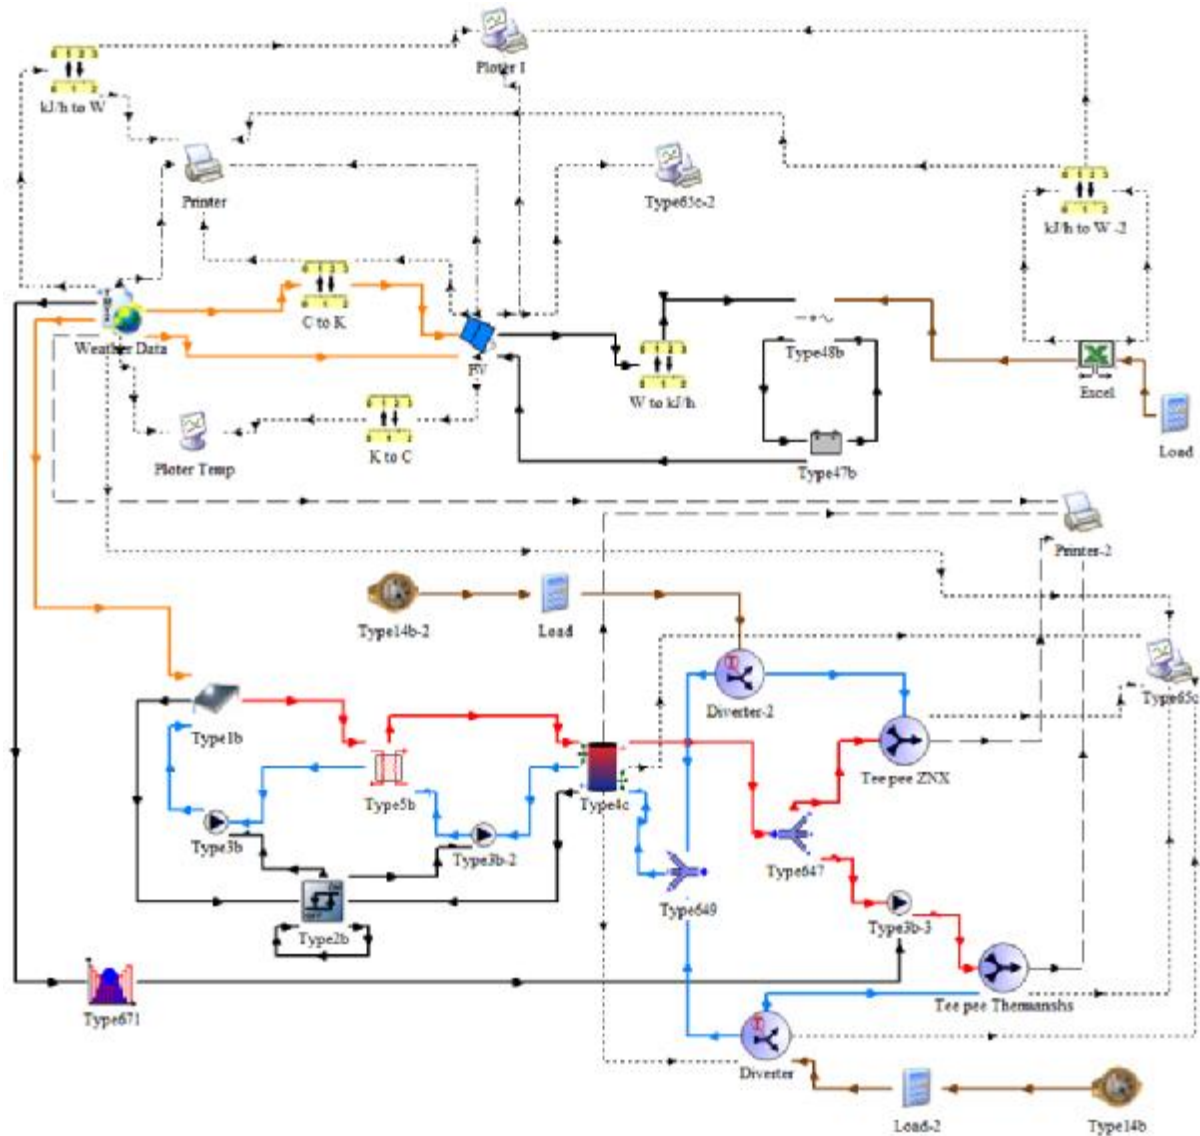 Ploter I
kJ/h to W
Printer
Type65c-2
kJ/h to W -2
C to K
Weather Data
PV
Type48b
W to kJ/h
Excel
K to C
Load
Ploter Temp
Type47b
Printer-2
Type14b-2
Load
Type65c
Diverter-2
Type1b
Tee pee ZNX
Type5b
Type4c
Type3b
Type3b-2
Type647
Type649
Type3b-3
Type2b
Tee pee Thermanshs
Type671
Diverter
Load-2
Type14b